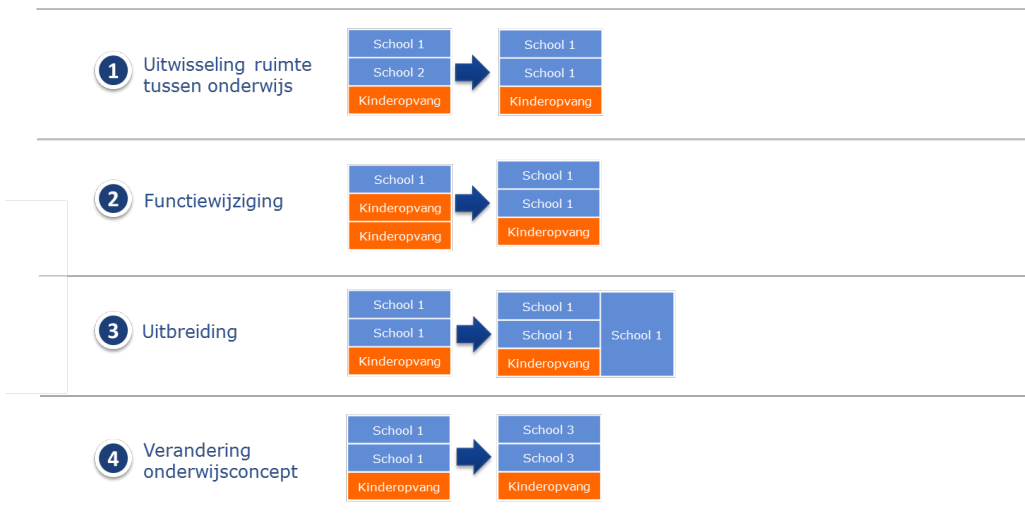 1
Uitwisseling ruimte
tussen onderwijs
School 1
School 2
Kinderopvang
School 1
School 1
Kinderopvang
2
Functiewijziging
School 1
Kinderopvang
Kinderopvang
School 1
School 1
Kinderopvang
3
Uitbreiding
School 1
School 1
Kinderopvang
School 1
School 1
Kinderopvang
School 1
4
Verandering
onderwijsconcept
School 1
School 1
Kinderopvang
School 3
School 3
Kinderopvang